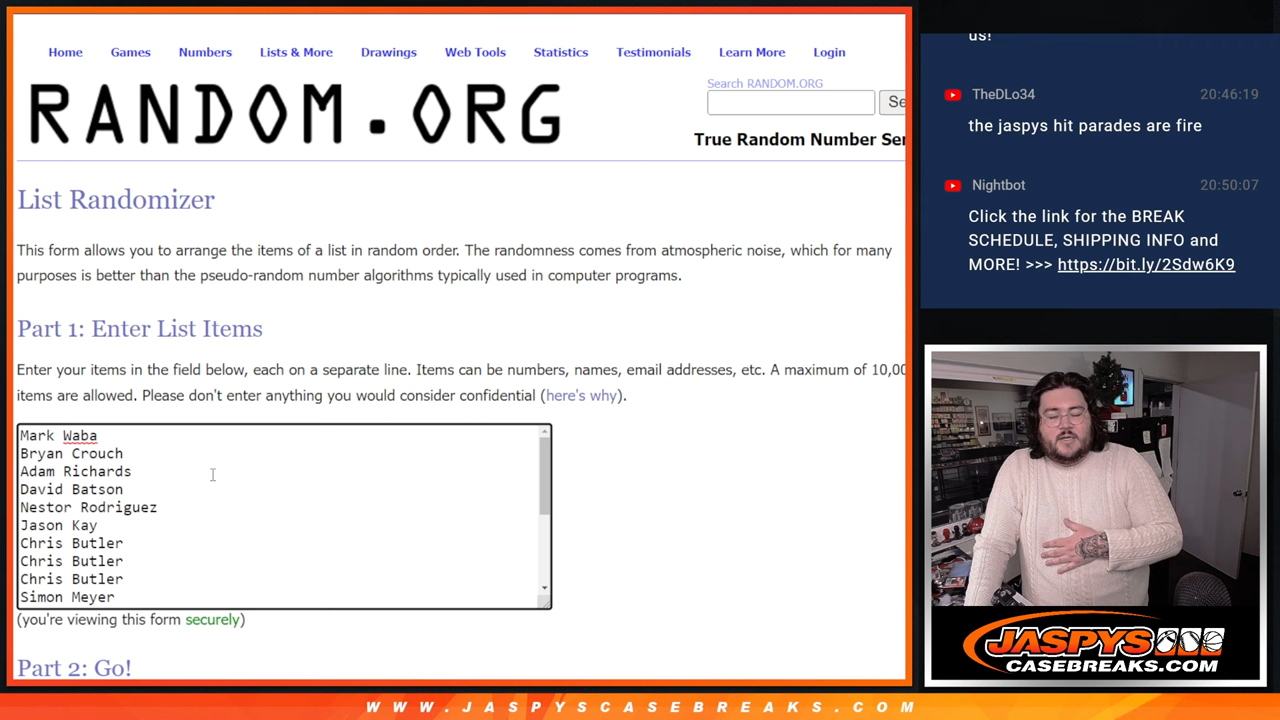 Home Games Numbers Lists & More Drawings Web Tools Statistics Testimonials Learn More Login
Search RANDOM.ORG
RANDOM.ORG
True Random Number Ser
List Randomizer
This form allows you to arrange the items of a list in random order. The randomness comes from atmospheric noise, which for many
purposes is better than the pseudo-random number algorithms typically used in computer programs.
Part 1: Enter List Items
Enter your items in the field below, each on a separate line. Items can be numbers, names, email addresses, etc. A maximum of 10,00
items are allowed. Please don't enter anything you would consider confidential (here's why).
Mark Waba
Bryan Crouch
Adam Richards
David Batson
Nestor Rodriguez
Jason Kay
Chris Butler
Chris Butler
Chris Butler
Simon Meyer
(you're viewing this form securely)
Part 2: Go!
us!
TheDLo34 20:46:19
the jaspys hit parades are fire
Nightbot 20:50:07
Click the link for the BREAK
SCHEDULE, SHIPPING INFO and
MORE! >>> https://bit.ly/2Sdw6K9
JASPYS
CASEBREAKS.COM
WWW.JASPYSCASEBREAKS.COM